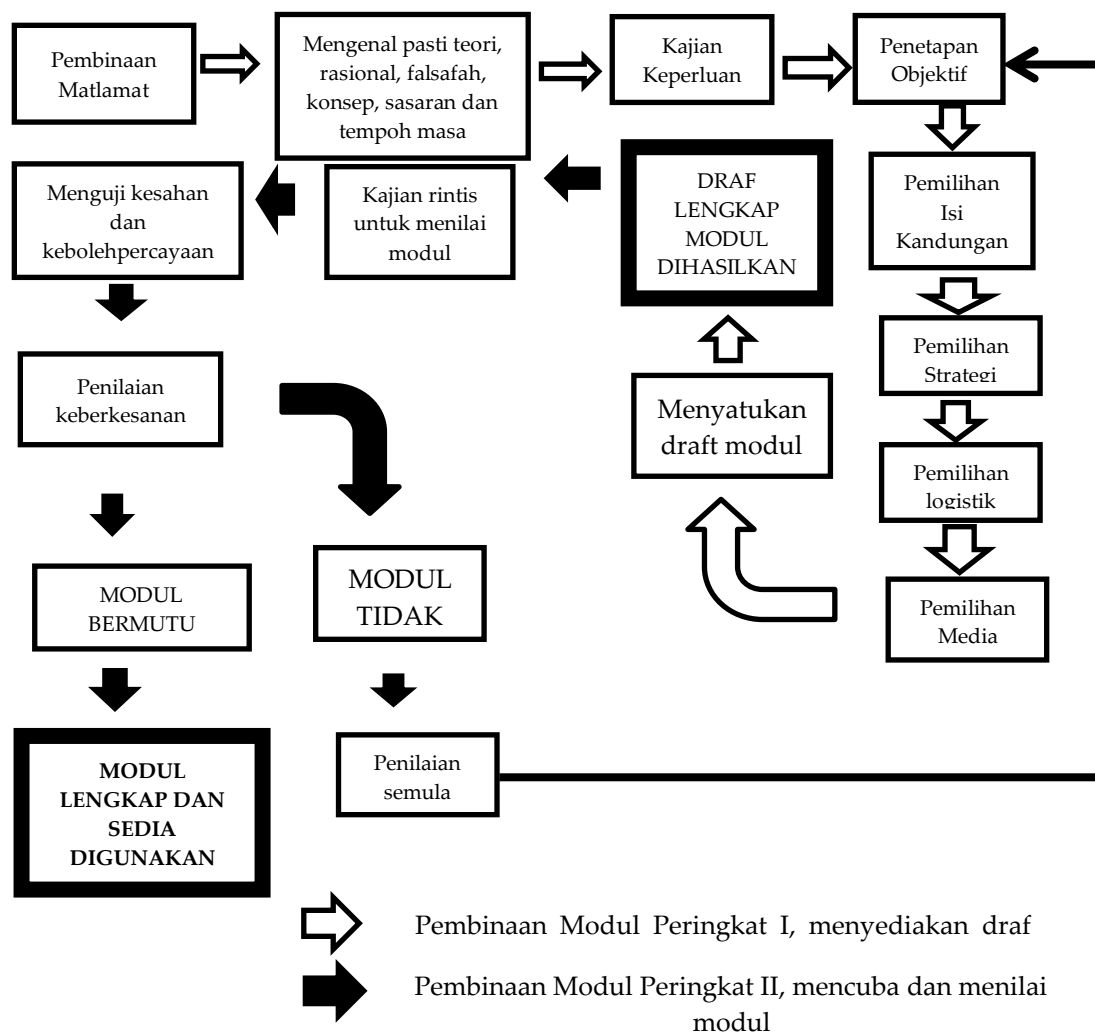 Pembinaan
Matlamat
Mengenal pasti teori,
rasional, falsafah,
konsep, sasaran dan
tempoh masa
Kajian
Keperluan
Penetapan
Objektif
Menguji kesahan
dan
kebolehpercayaan
Kajian rintis
untuk menilai
modul
DRAF
LENGKAP
MODUL
DIHASILKAN
Pemilihan
Isi
Kandungan
Penilaian
keberkesanan
Menyatukan
draft modul
Pemilihan
Strategi
Pemilihan
logistik
MODUL
BERMUTU
MODUL
TIDAK
Pemilihan
Media
MODUL
LENGKAP DAN
SEDIA
DIGUNAKAN
Penilaian
semula
Pembinaan Modul Peringkat I, menyediakan draf
Pembinaan Modul Peringkat II, mencuba dan menilai
modul